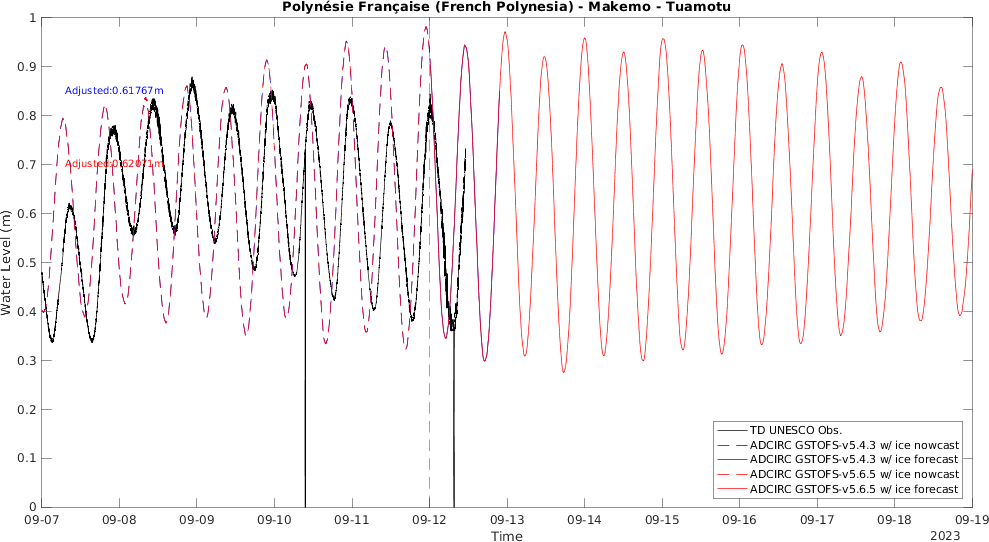 Polynésie Française (French Polynesia) - Makemo - Tuamotu
1
0.9
0.8
0.7
0.6
0.5
0.4
0.3
0.2
0.1
0
Water Level (m)
Adjusted:0.61767m
Adjusted:0.62071m
TD UNESCO Obs.
ADCIRC GSTOFS-v5.4.3 w/ ice nowcast
ADCIRC GSTOFS-v5.4.3 w/ ice forecast
ADCIRC GSTOFS-v5.6.5 w/ ice nowcast
ADCIRC GSTOFS-v5.6.5 w/ ice forecast
09-07 09-08 09-09 09-10 09-11 09-12 09-13 09-14 09-15 09-16 09-17 09-18 09-19
Time
2023